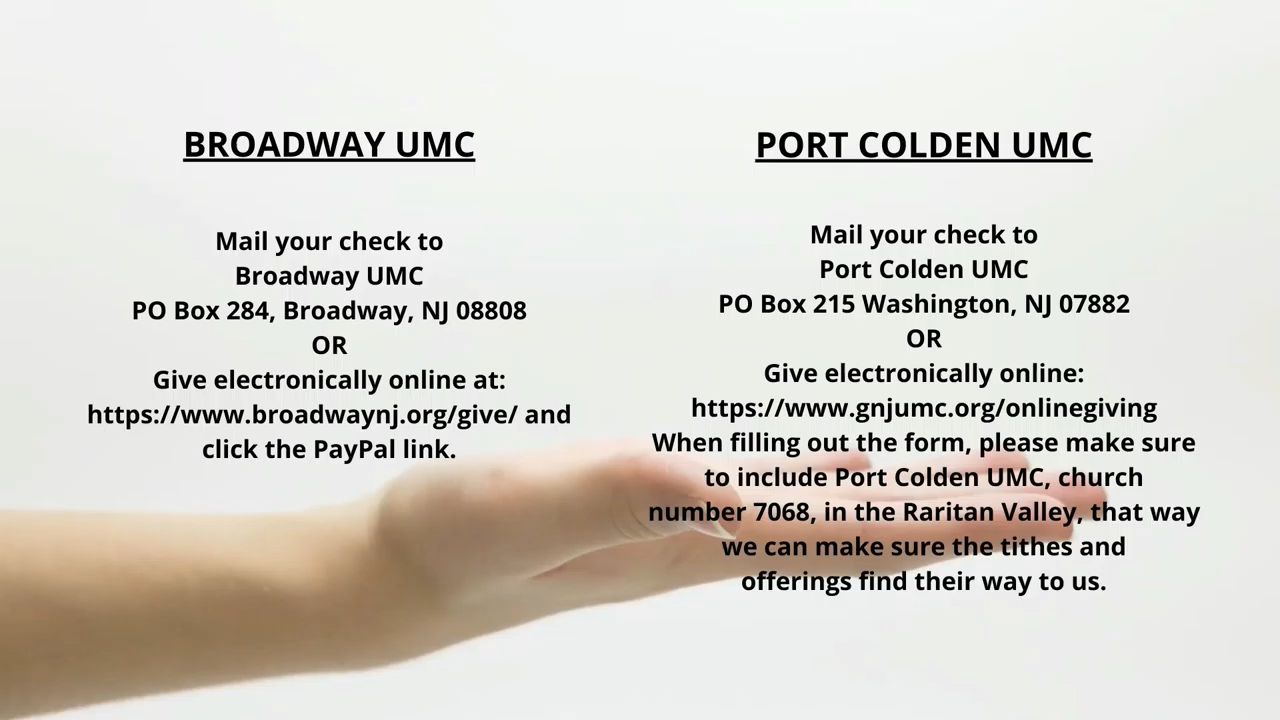 BROADWAY UMC
Mail your check to
Broadway UMC
PO Box 284, Broadway, NJ 08808
OR
Give electronically online at:
https://www.broadwaynj.org/give/ and
click the PayPal link.
PORT COLDEN UMC
Mail your check to
Port Colden UMC
PO Box 215 Washington, NJ 07882
OR
Give electronically online:
https://www.gnjumc.org/onlinegiving
When filling out the form, please make sure
to include Port Colden UMC, church
number 7068, in the Raritan Valley, that way
we can make sure the tithes and
offerings find their way to us.